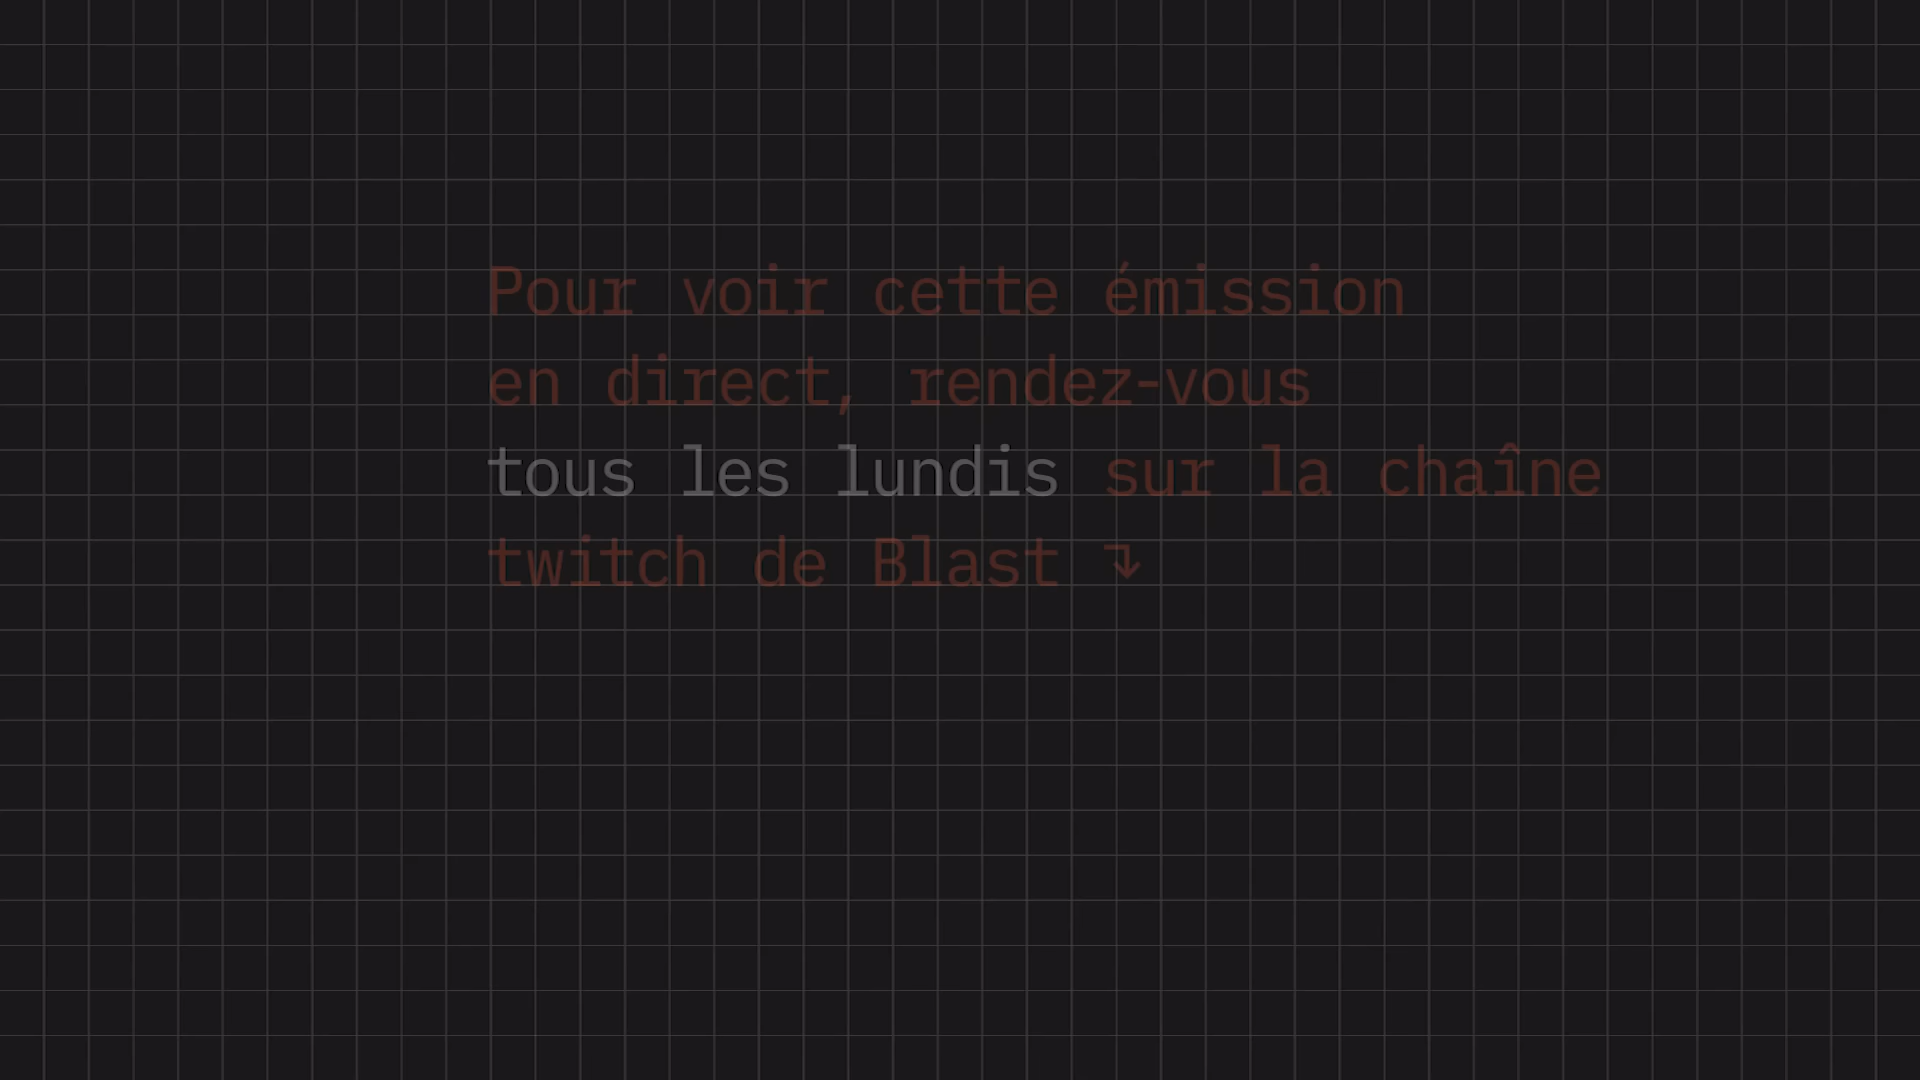 Pour voir cette émission
en direct, rendez-vous
tous les lundis sur la chaîne
twitch de Blast ↴